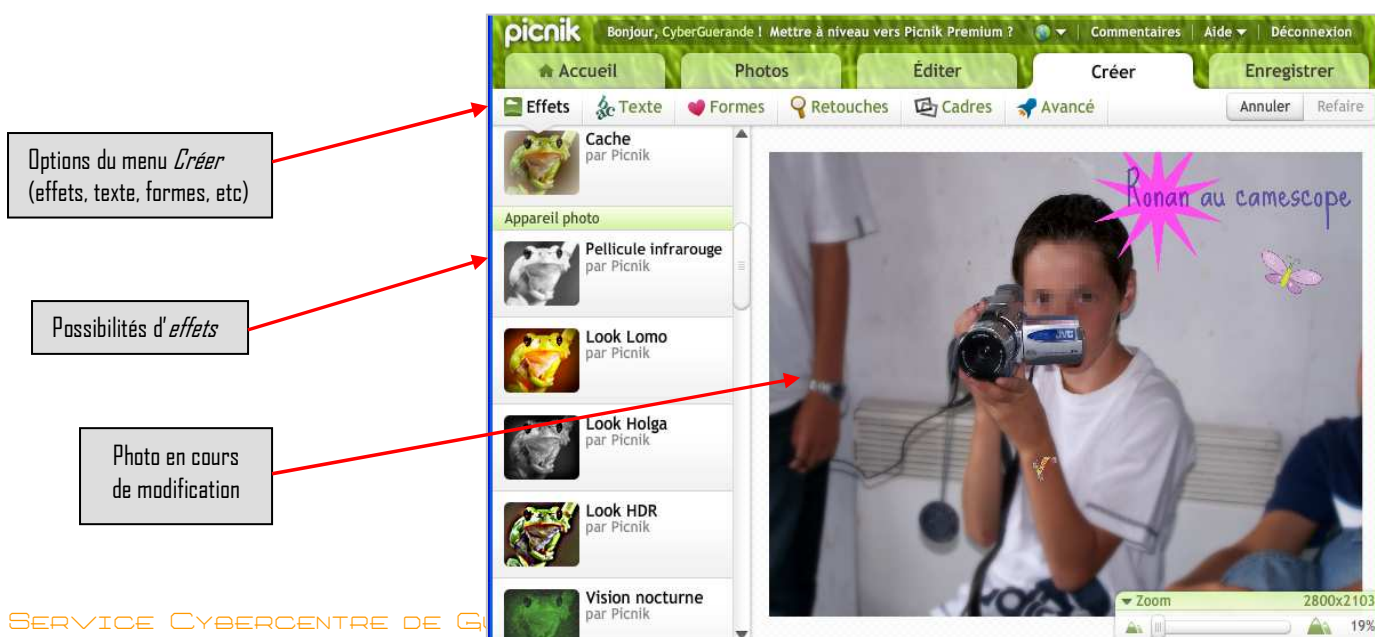 picnik
Bonjour, CyberGuerande ! Mettre à niveau vers Picnik Premium ?
Commentaires
Aide
Déconnexion
Accueil
Photos
Éditer
Créer
Enregistrer
Effets
Texte
Formes
Retouches
Cadres
Avancé
Annuler
Refaire
Options du menu Créer
(effets, texte, formes, etc)
Possibilités d'effets
Photo en cours
de modification
Cache
par Picnik
Appareil photo
Pellicule infrarouge
par Picnik
Look Lomo
par Picnik
Look Holga
par Picnik
Look HDR
par Picnik
Vision nocturne
par Picnik
Ronan au camescope
JVC
Zoom
2800x2103
19%
SERVICE CYBERCENTRE DE